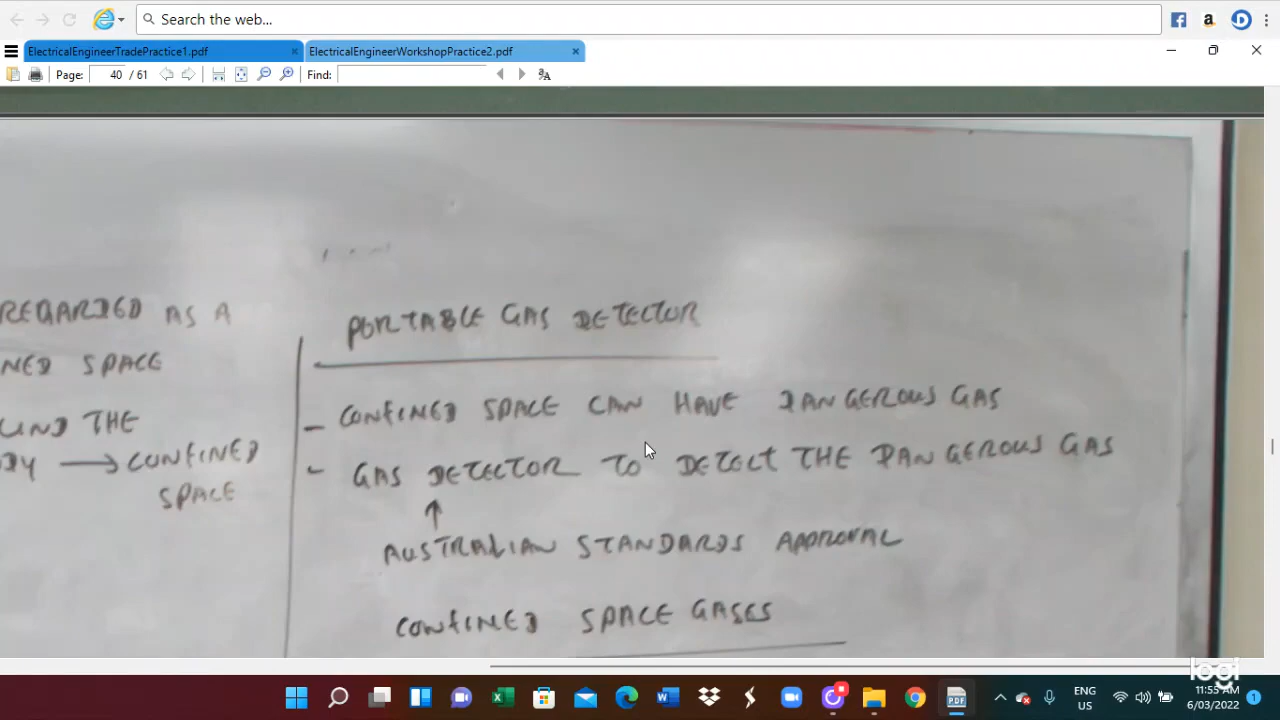 Search the web...
ElectricalEngineerTradePractice1.pdf
ElectricalEngineerWorkshopPractice2.pdf
Page: 40 / 61
Find:
REGARDED AS A
NED SPACE
UND THE
DY → CONFINED
SPACE
PORTABLE GAS DETECTOR
- CONFINED SPACE CAN HAVE DANGEROUS GAS
- GAS DETECTOR TO DETECT THE DANGEROUS GAS
↑
AUSTRALIAN STANDARDS APPROVAL
CONFINED SPACE GASES
logi
ENG
US
11:55 AM
6/03/2022